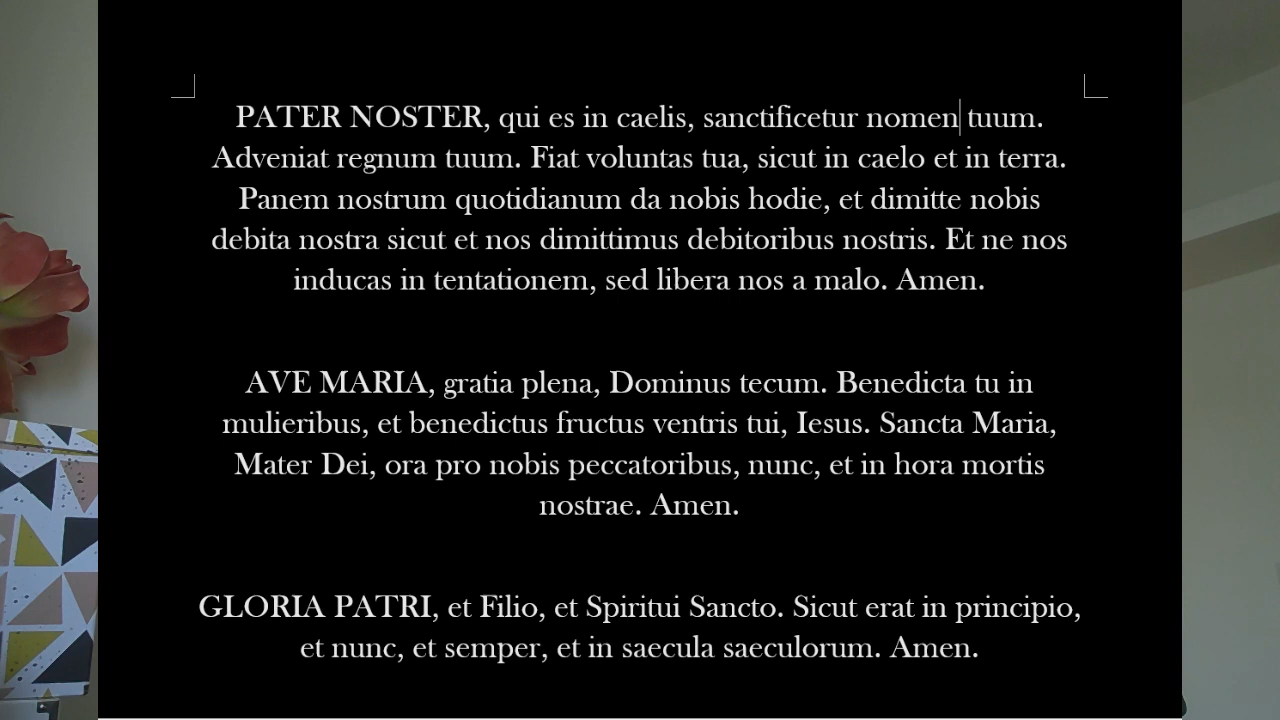 PATER NOSTER, qui es in caelis, sanctificetur nomen tuum.
Adveniat regnum tuum. Fiat voluntas tua, sicut in caelo et in terra.
Panem nostrum quotidianum da nobis hodie, et dimitte nobis
debita nostra sicut et nos dimittimus debitoribus nostris. Et ne nos
inducas in tentationem, sed libera nos a malo. Amen.
AVE MARIA, gratia plena, Dominus tecum. Benedicta tu in
mulieribus, et benedictus fructus ventris tui, Iesus. Sancta Maria,
Mater Dei, ora pro nobis peccatoribus, nunc, et in hora mortis
nostrae. Amen.
GLORIA PATRI, et Filio, et Spiritui Sancto. Sicut erat in principio,
et nunc, et semper, et in saecula saeculorum. Amen.